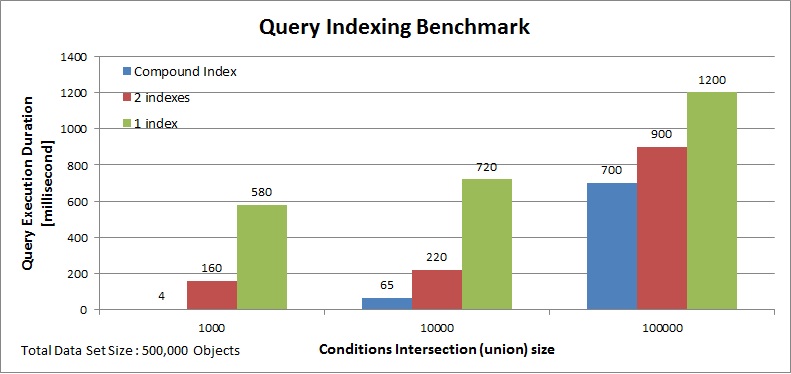 Query Indexing Benchmark
Query Execution Duration
[millisecond]
1400
1200
1000
800
600
400
200
0
Compound Index
2 indexes
1 index
4
160
580
65
220
720
700
900
1200
1000
10000
100000
Total Data Set Size : 500,000 Objects
Conditions Intersection (union) size